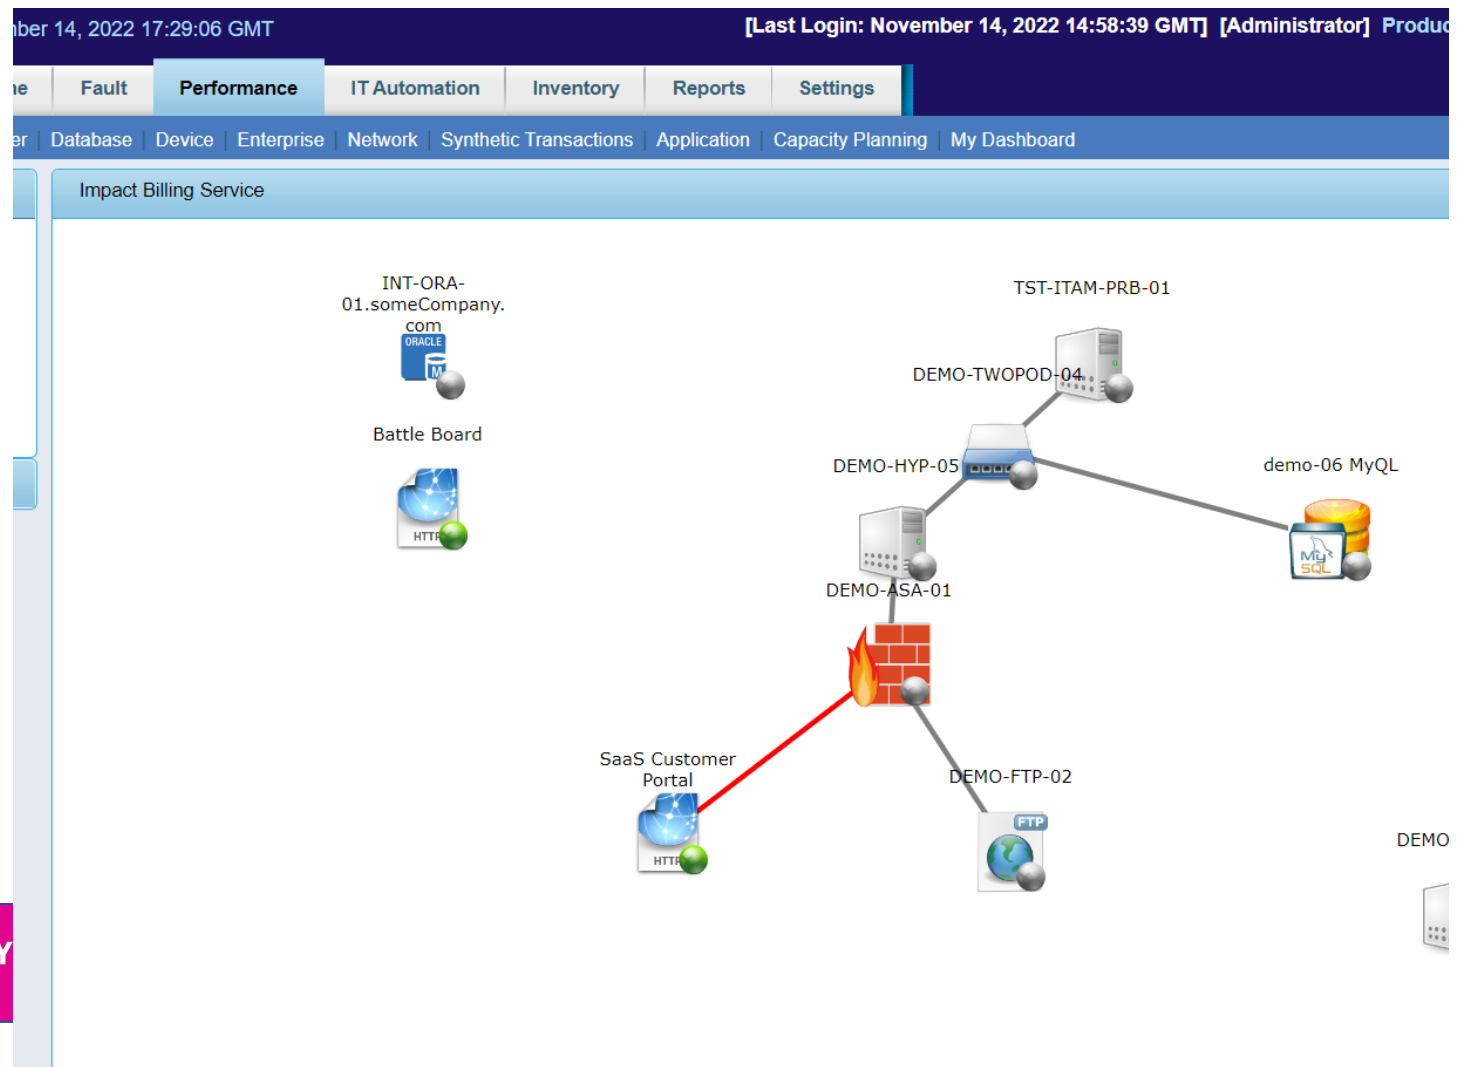 14, 2022 17:29:06 GMT
[Last Login: November 14, 2022 14:58:39 GMT] [Administrator]
Fault Performance IT Automation Inventory Reports Settings
Database Device Enterprise Network Synthetic Transactions Application Capacity Planning My Dashboard
Impact Billing Service
INT-ORA-
01.someCompany.
com
ORACLE
M
Battle Board
HTTP
TST-ITAM-PRB-01
DEMO-TWOPOD-04
DEMO-HYP-05
demo-06 MyQL
My
SQL
DEMO-ASA-01
SaaS Customer
Portal
HTTP
DEMO-FTP-02
FTP
DEMO
Y